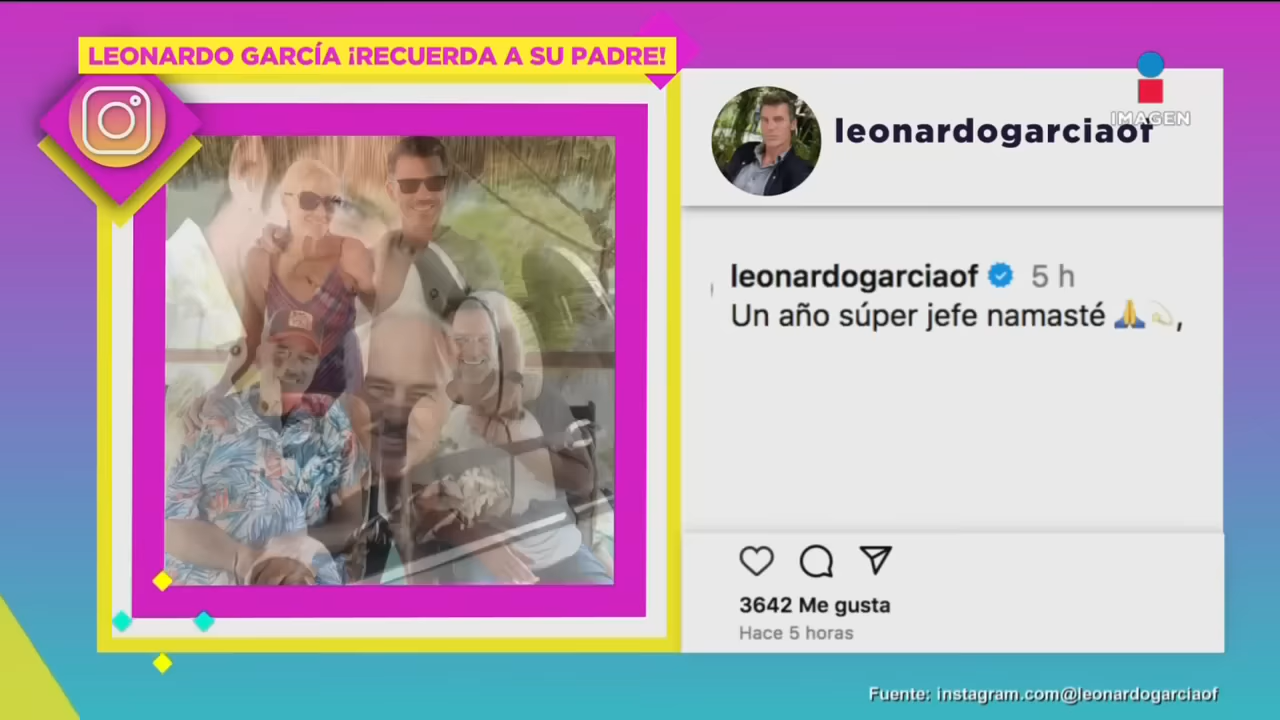 LEONARDO GARCÍA ¡RECUERDA A SU PADRE!
IMAGEN
leonardogarciaof
leonardogarciaof 5 h
Un año súper jefe namasté 🙏💫,
3642 Me gusta
Hace 5 horas
Fuente: instagram.com@leonardogarciaof